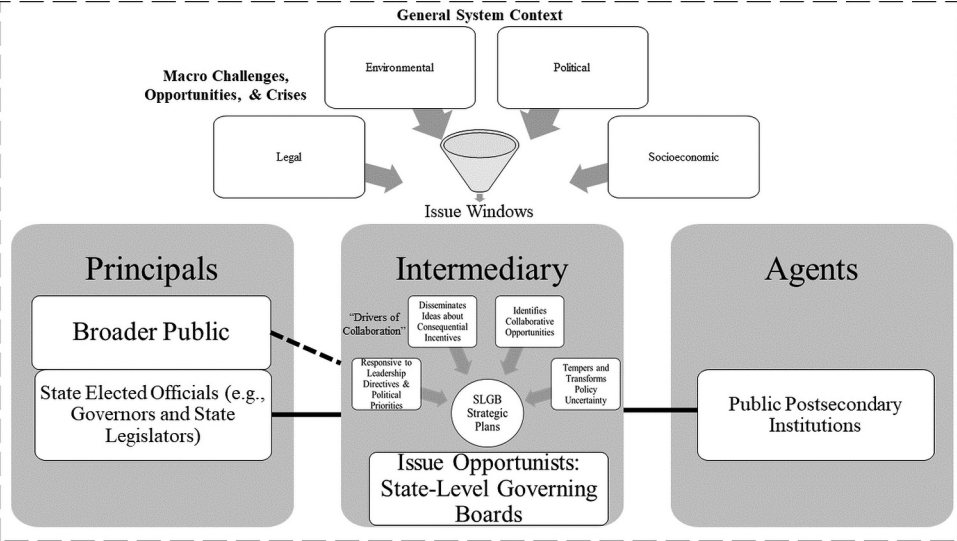 General System Context
Macro Challenges,
Opportunities, & Crises
Environmental
Political
Legal
Socioeconomic
Issue Windows
Principals
Broader Public
State Elected Officials (e.g.,
Governors and State
Legislators)
Intermediary
“Drivers of
Collaboration”
Disseminates
Ideas about
Consequential
Incentives
Identifies
Collaborative
Opportunities
Responsive to
Leadership
Directives &
Political
Priorities
Tempers and
Transforms
Policy
Uncertainty
SLGB
Strategic
Plans
Issue Opportunists:
State-Level Governing
Boards
Agents
Public Postsecondary
Institutions